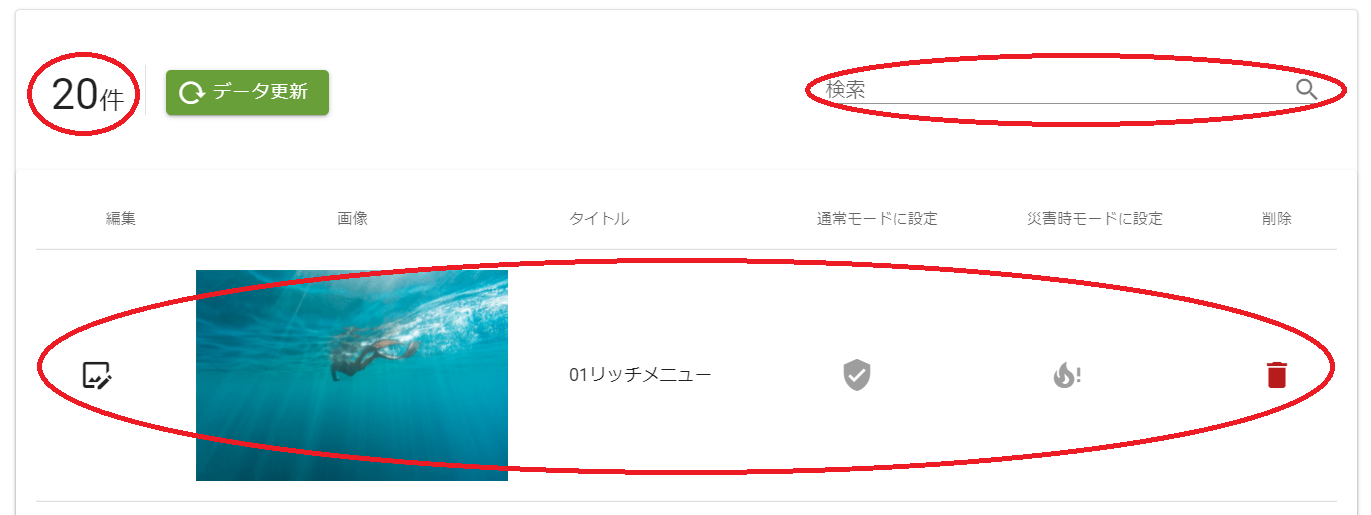 20件
データ更新
検索
編集 画像 タイトル 通常モードに設定 災害時モードに設定 削除
01リッチメニュー